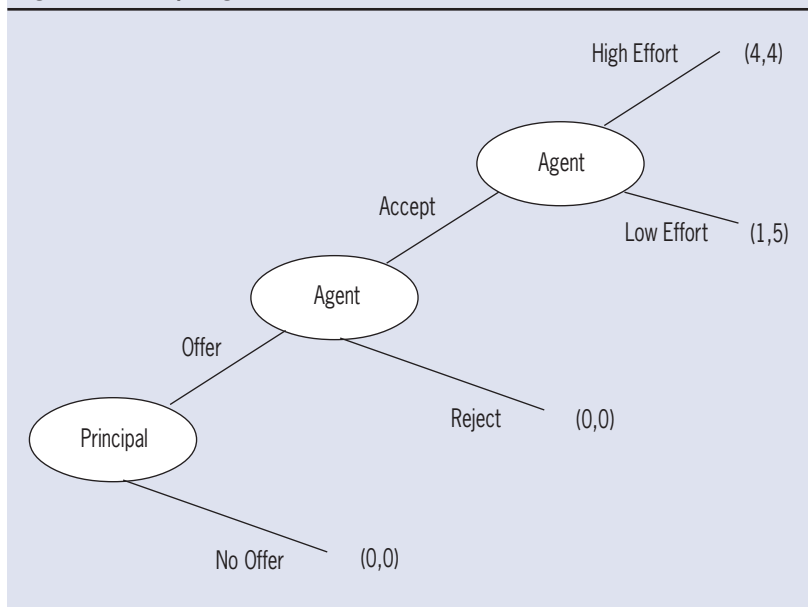 High Effort (4,4)
Agent
Accept
Low Effort (1,5)
Agent
Offer
Reject (0,0)
Principal
No Offer (0,0)